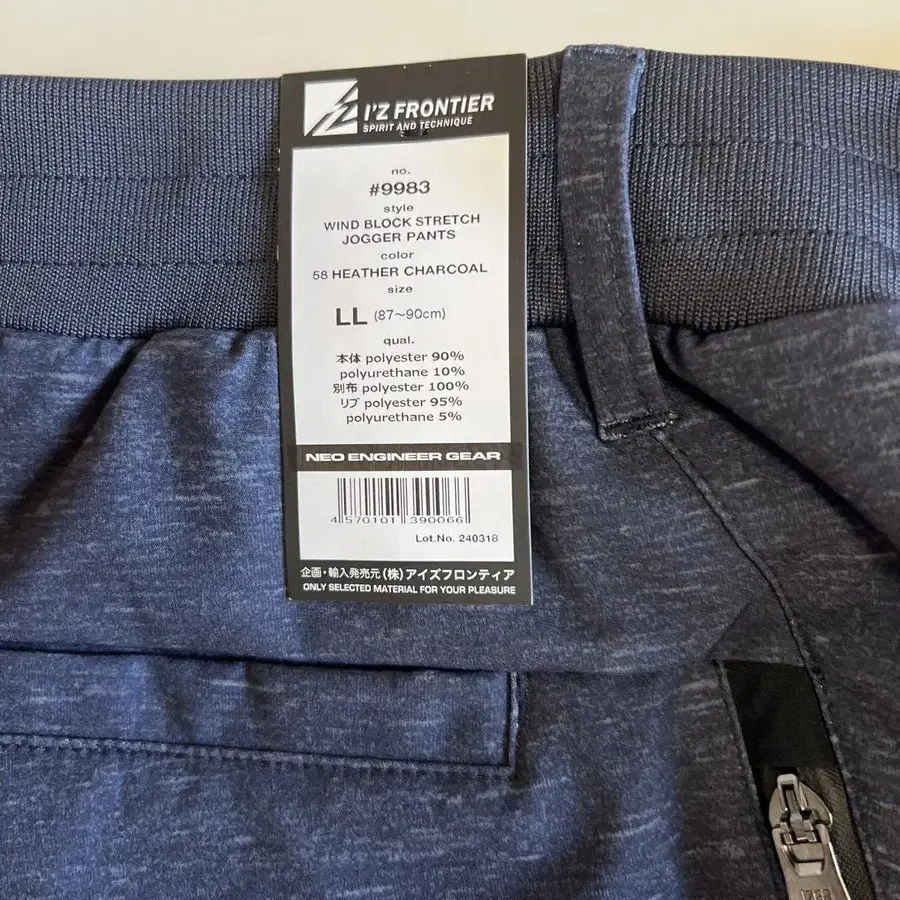 I'Z FRONTIER
SPIRIT AND TECHNIQUE
no.
#9983
style
WIND BLOCK STRETCH
JOGGER PANTS
color
58 HEATHER CHARCOAL
size
LL (87〜90cm)
qual.
本体 polyester 90%
polyurethane 10%
別布 polyester 100%
リブ polyester 95%
polyurethane 5%
NEO ENGINEER GEAR
4 570101 390066
Lot.No. 240318
企画・輸入発売元 (株) アイズフロンティア
ONLY SELECTED MATERIAL FOR YOUR PLEASURE